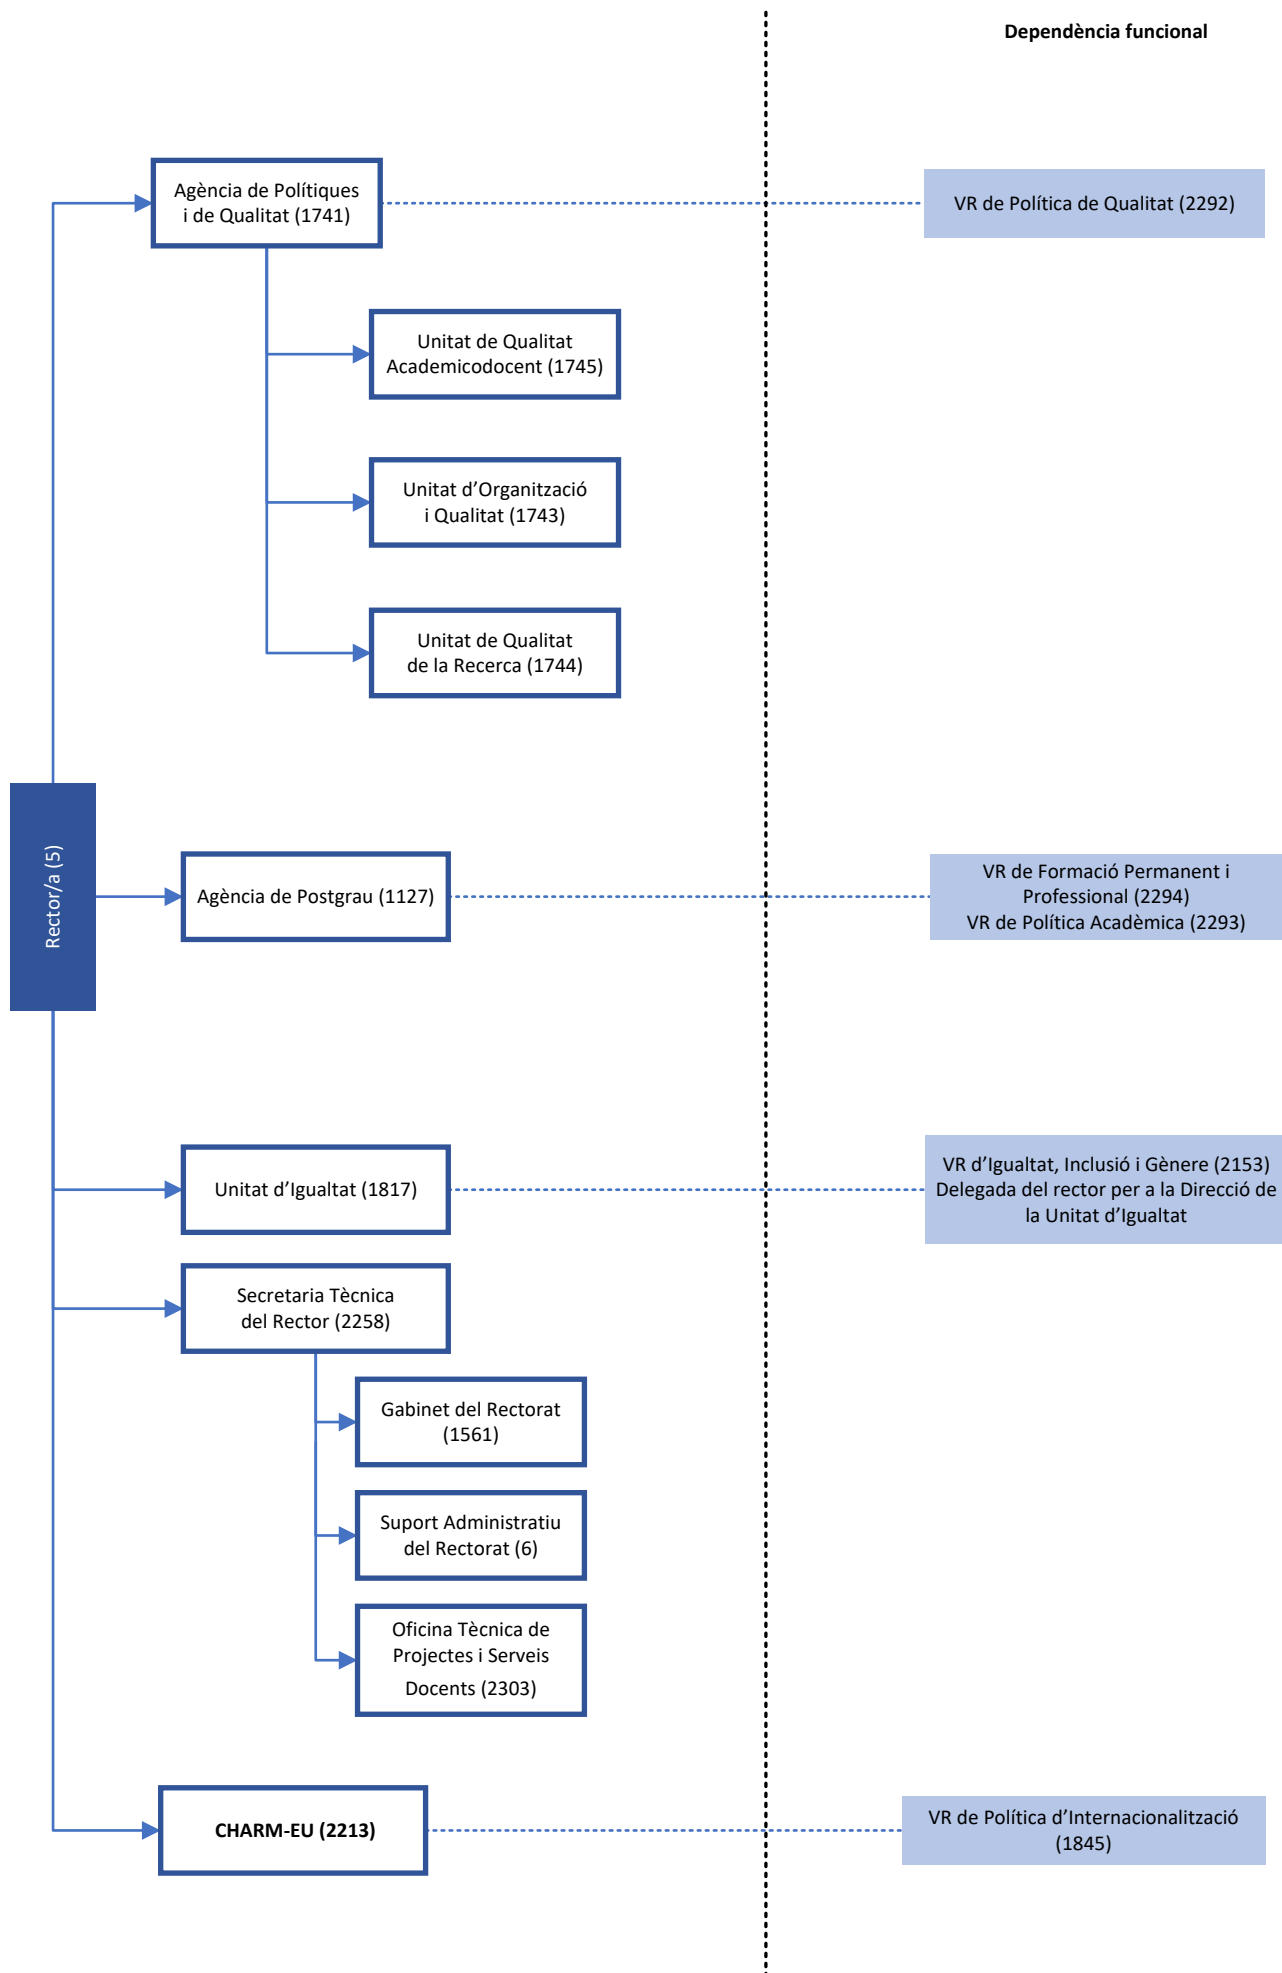 Dependència funcional
Agència de Polítiques
i de Qualitat (1741)
VR de Política de Qualitat (2292)
Unitat de Qualitat
Academicodocent (1745)
Unitat d’Organització
i Qualitat (1743)
Unitat de Qualitat
de la Recerca (1744)
Rector/a (5)
Agència de Postgrau (1127)
VR de Formació Permanent i
Professional (2294)
VR de Política Acadèmica (2293)
Unitat d’Igualtat (1817)
VR d’Igualtat, Inclusió i Gènere (2153)
Delegada del rector per a la Direcció de
la Unitat d’Igualtat
Secretaria Tècnica
del Rector (2258)
Gabinet del Rectorat
(1561)
Suport Administratiu
del Rectorat (6)
Oficina Tècnica de
Projectes i Serveis
Docents (2303)
CHARM-EU (2213)
VR de Política d’Internacionalització
(1845)